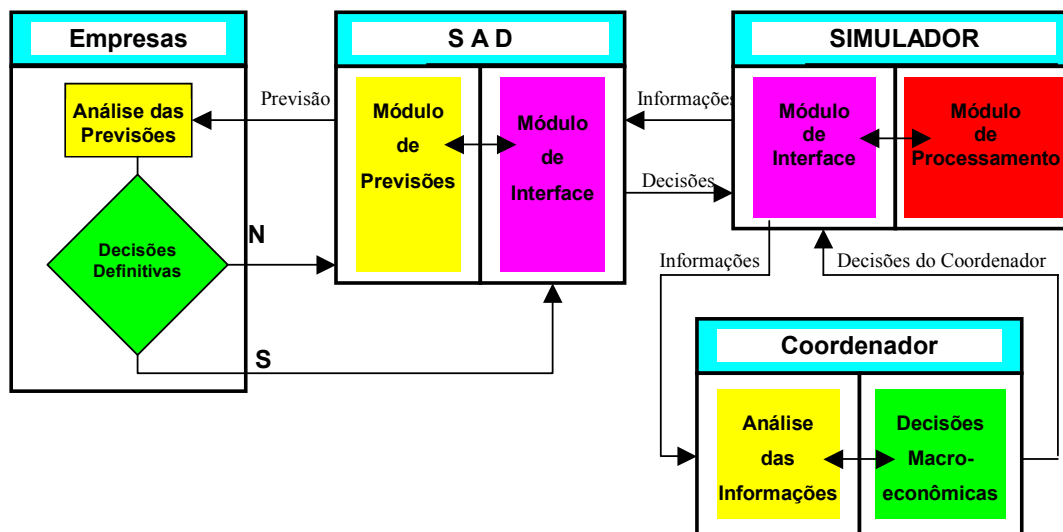 Empresas
S A D
SIMULADOR
Análise das
Previsões
Previsão
Módulo
de
Previsões
Módulo
de
Interface
Informações
Decisões
Módulo
de
Interface
Módulo
de
Processamento
Decisões
Definitivas
N
S
Informações
Decisões do Coordenador
Coordenador
Análise
das
Informações
Decisões
Macro-
econômicas